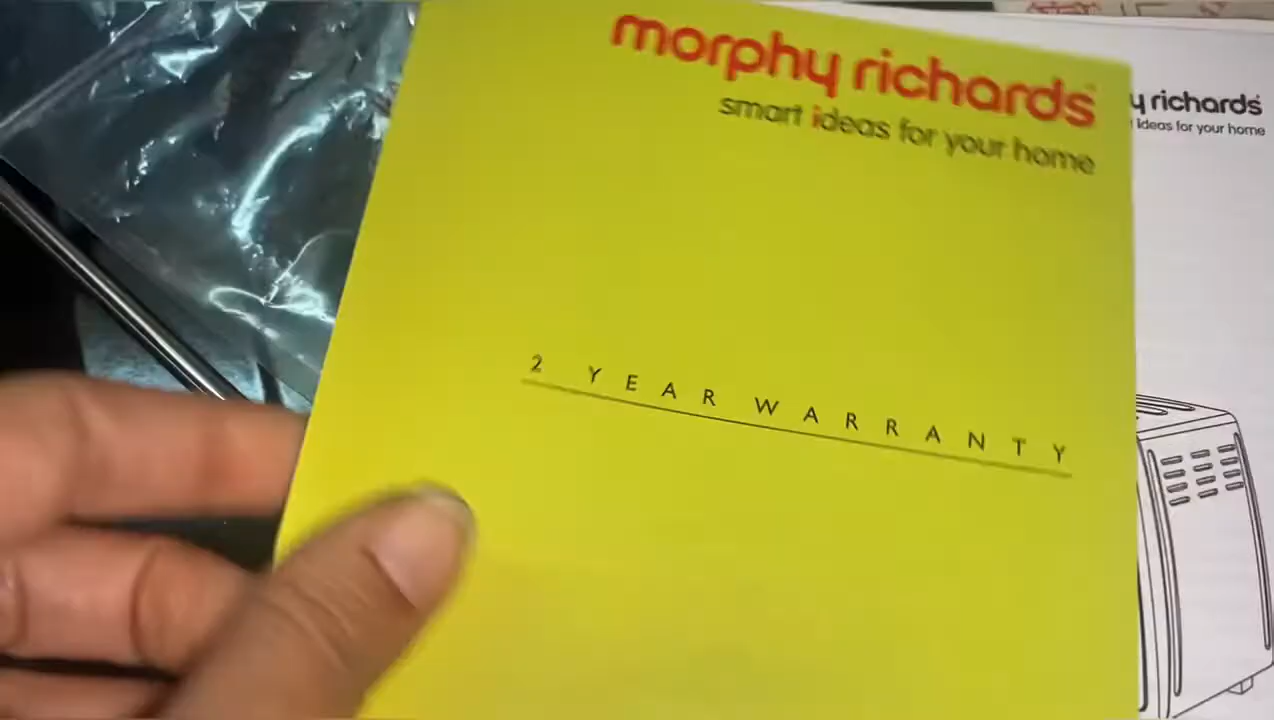 morphy richards
smart ideas for your home
2 YEAR WARRANTY
y richards
ideas for your home